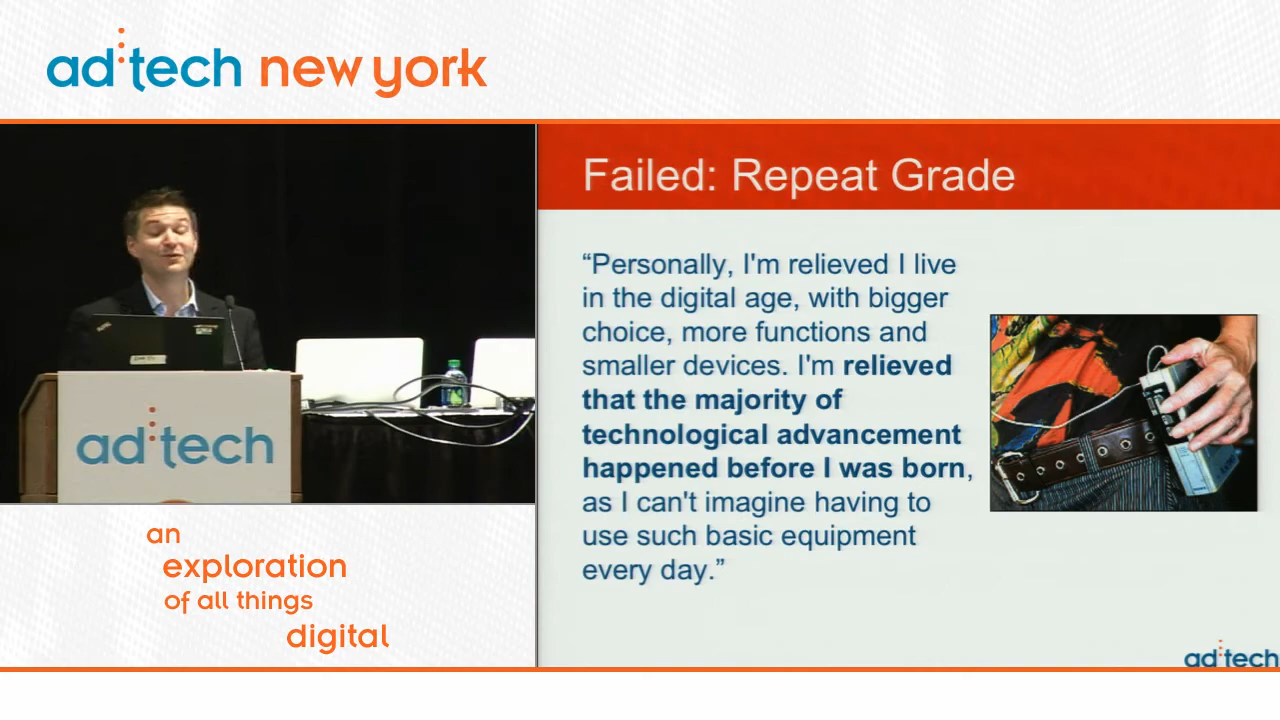 ad:tech new york
Failed: Repeat Grade
“Personally, I'm relieved I live
in the digital age, with bigger
choice, more functions and
smaller devices. I'm relieved
that the majority of
technological advancement
happened before I was born,
as I can't imagine having to
use such basic equipment
every day.”
ad:tech
an
exploration
of all things
digital
ad:tech